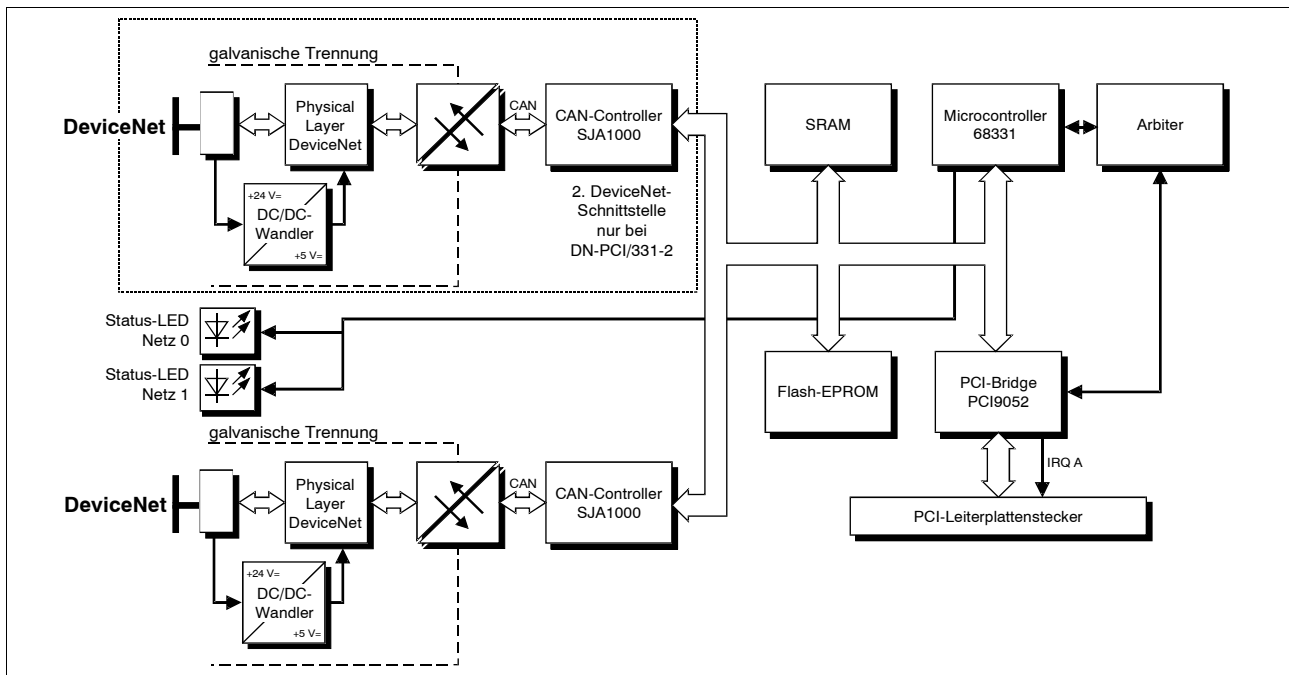 galvanische Trennung
DeviceNet
Physical
Layer
DeviceNet
CAN
CAN-Controller
SJA1000
+24 V=
DC/DC-
Wandler
+5 V=
2. DeviceNet-
Schnittstelle
nur bei
DN-PCI/331-2
SRAM
Microcontroller
68331
Arbiter
Status-LED
Netz 0
Status-LED
Netz 1
Flash-EPROM
PCI-Bridge
PCI9052
IRQ A
PCI-Leiterplattenstecker
galvanische Trennung
DeviceNet
Physical
Layer
DeviceNet
CAN
CAN-Controller
SJA1000
+24 V=
DC/DC-
Wandler
+5 V=